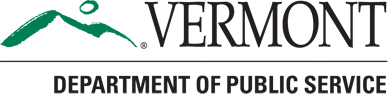 ® VERMONT
DEPARTMENT OF PUBLIC SERVICE